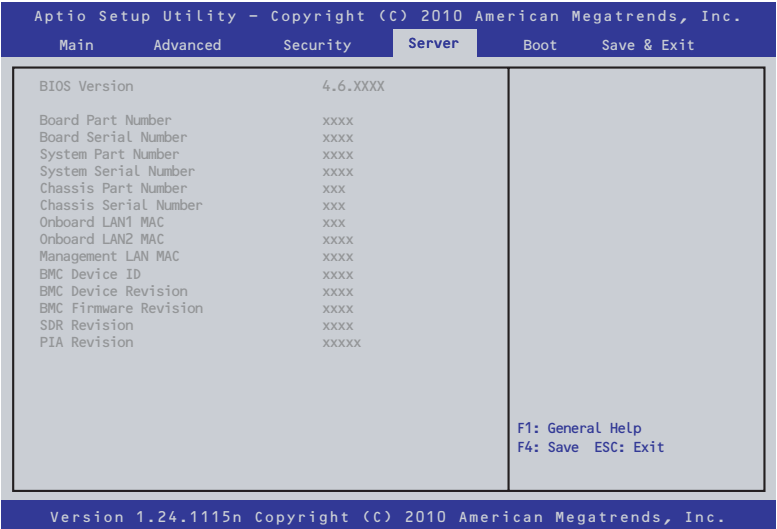 Aptio Setup Utility – Copyright (C) 2010 American Megatrends, Inc.
Main Advanced Security Server Boot Save & Exit
BIOS Version 4.6.XXXX
Board Part Number xxxx
Board Serial Number xxxx
System Part Number xxxx
System Serial Number xxxx
Chassis Part Number xxx
Chassis Serial Number xxx
Onboard LAN1 MAC xxx
Onboard LAN2 MAC xxxx
Management LAN MAC xxxx
BMC Device ID xxxx
BMC Device Revision xxxx
BMC Firmware Revision xxxx
SDR Revision xxxx
PIA Revision xxxxx
F1: General Help
F4: Save ESC: Exit
Version 1.24.1115n Copyright (C) 2010 American Megatrends, Inc.